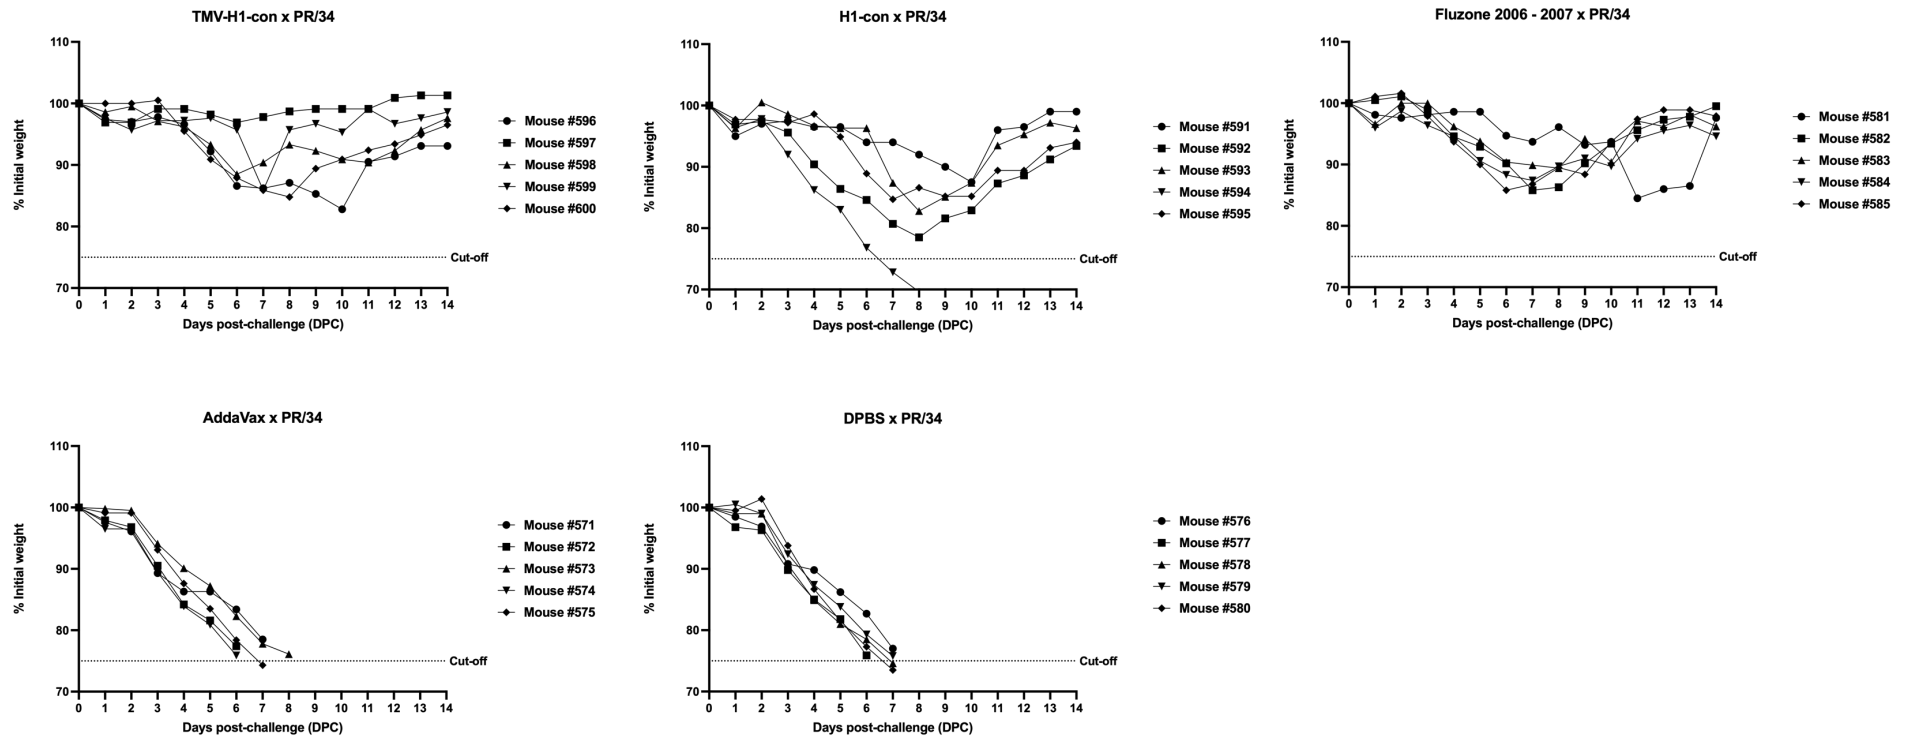 TMV-H1-con x PR/34
110
100
90
80
70
% Initial weight
0 1 2 3 4 5 6 7 8 9 10 11 12 13 14
Days post-challenge (DPC)
Cut-off
Mouse #596
Mouse #597
Mouse #598
Mouse #599
Mouse #600
H1-con x PR/34
110
100
90
80
70
% Initial weight
0 1 2 3 4 5 6 7 8 9 10 11 12 13 14
Days post-challenge (DPC)
Cut-off
Mouse #591
Mouse #592
Mouse #593
Mouse #594
Mouse #595
Fluzone 2006 - 2007 x PR/34
110
100
90
80
70
% Initial weight
0 1 2 3 4 5 6 7 8 9 10 11 12 13 14
Days post-challenge (DPC)
Cut-off
Mouse #581
Mouse #582
Mouse #583
Mouse #584
Mouse #585
AddaVax x PR/34
110
100
90
80
70
% Initial weight
0 1 2 3 4 5 6 7 8 9 10 11 12 13 14
Days post-challenge (DPC)
Cut-off
Mouse #571
Mouse #572
Mouse #573
Mouse #574
Mouse #575
DPBS x PR/34
110
100
90
80
70
% Initial weight
0 1 2 3 4 5 6 7 8 9 10 11 12 13 14
Days post-challenge (DPC)
Cut-off
Mouse #576
Mouse #577
Mouse #578
Mouse #579
Mouse #580